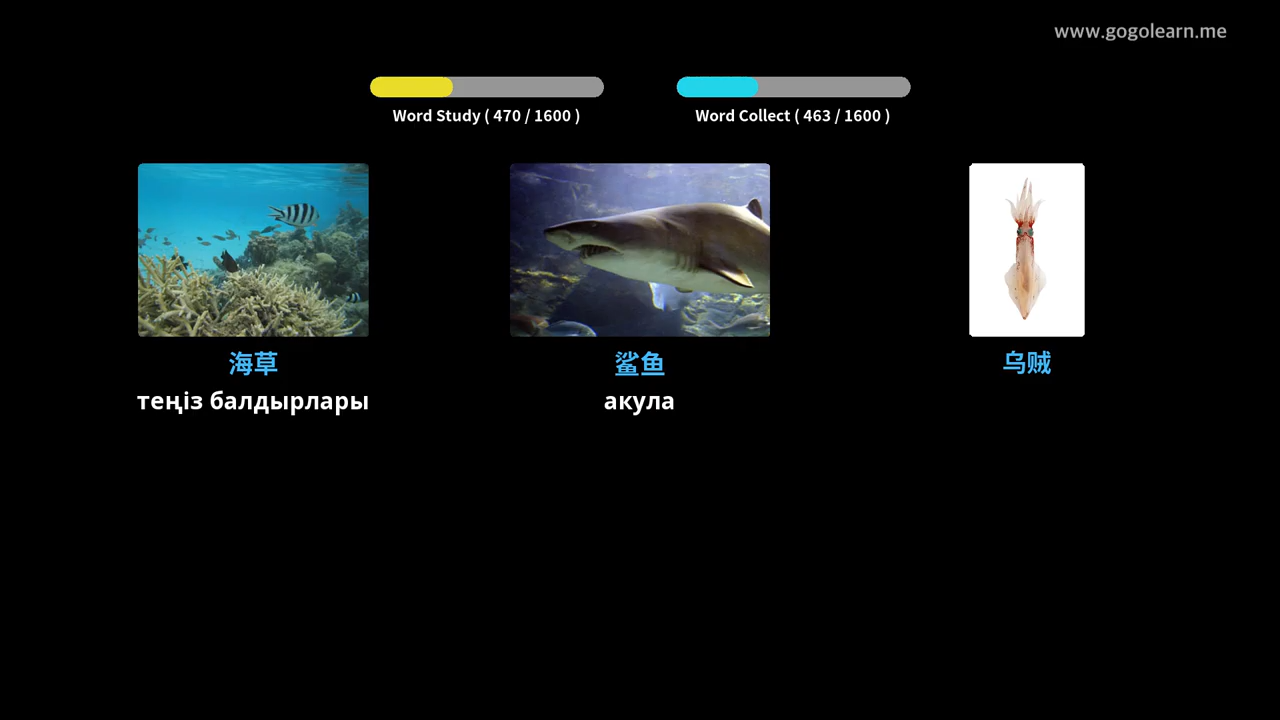 www.gogolearn.me
Word Study ( 470 / 1600 )
Word Collect ( 463 / 1600 )
海草
鲨鱼
乌贼
теңіз балдырлары
акула